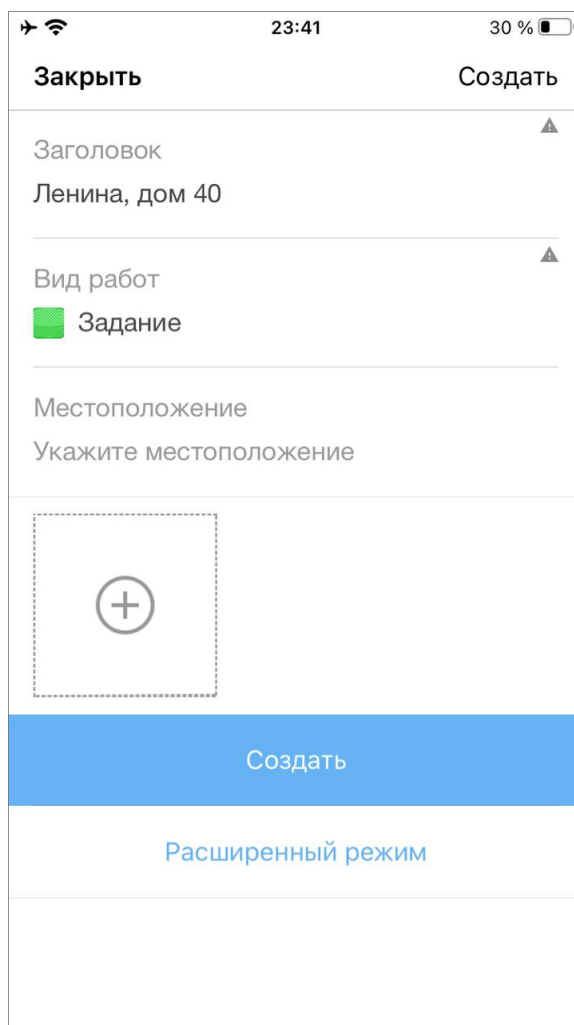 23:41
30 %
Закрыть
Создать
Заголовок
Ленина, дом 40
Вид работ
Задание
Местоположение
Укажите местоположение
Создать
Расширенный режим